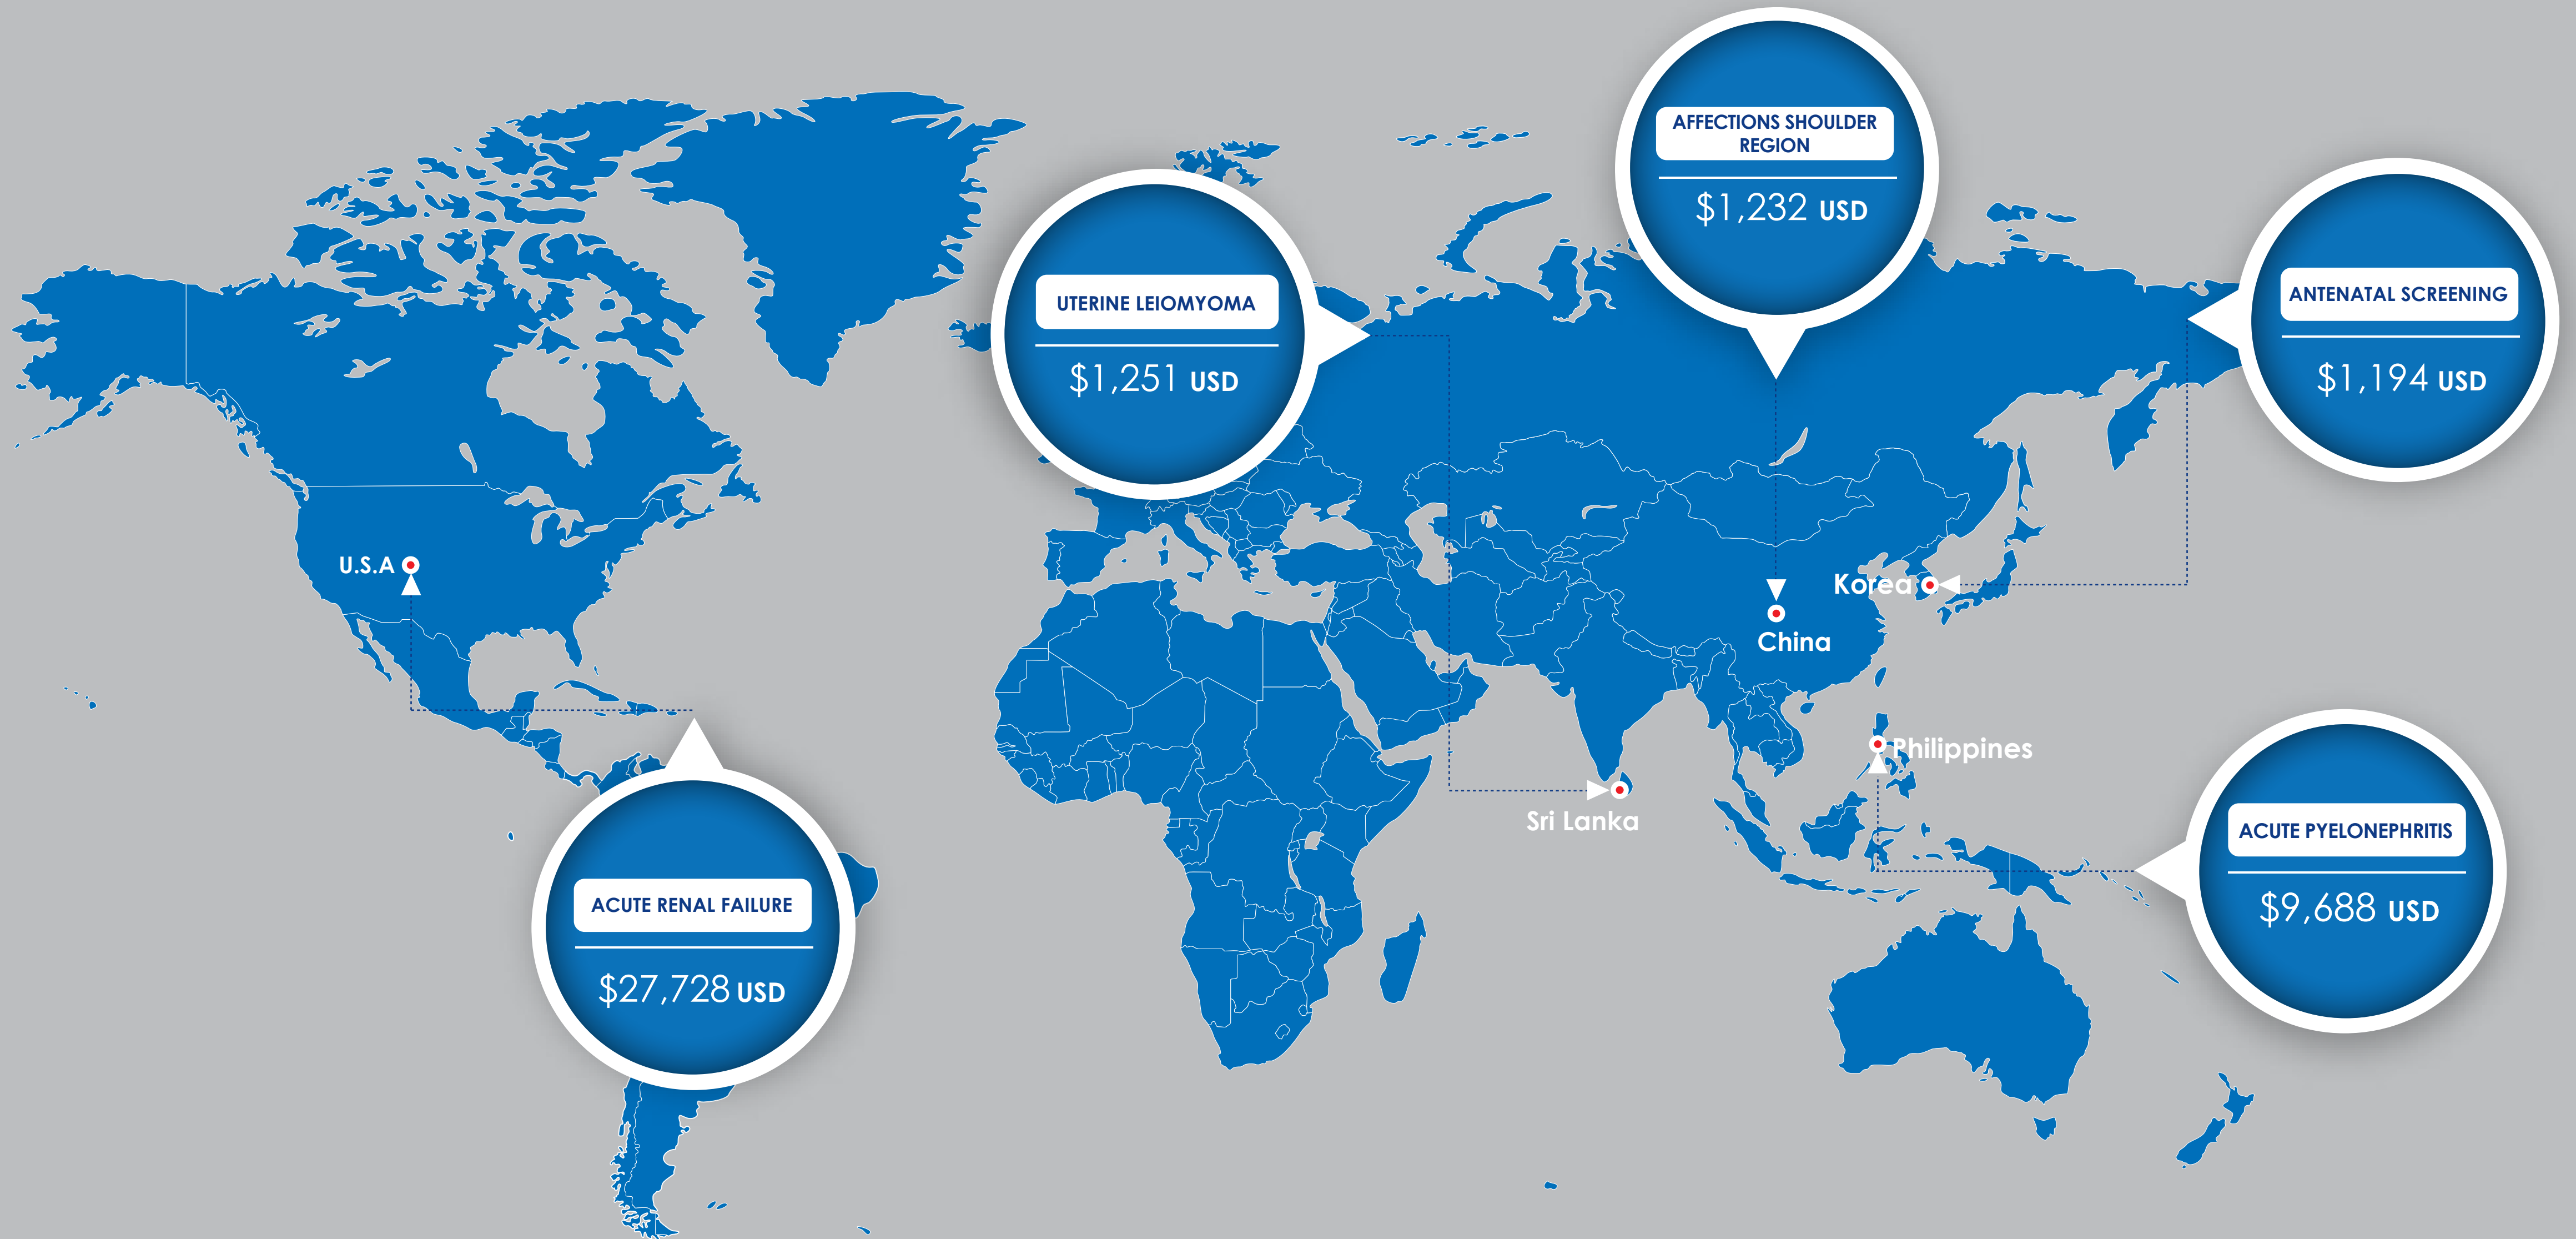 AFFECTIONS SHOULDER
REGION
$1,232 USD
UTERINE LEIOMYOMA
$1,251 USD
ANTENATAL SCREENING
$1,194 USD
U.S.A
Korea
China
Philippines
Sri Lanka
ACUTE PYELONEPHRITIS
$9,688 USD
ACUTE RENAL FAILURE
$27,728 USD